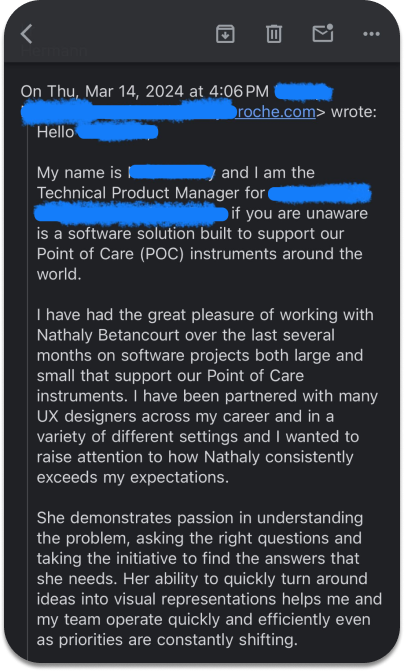 On Thu, Mar 14, 2024 at 4:06 PM
roche.com> wrote:
Hello
My name is and I am the
Technical Product Manager for
if you are unaware
is a software solution built to support our
Point of Care (POC) instruments around the
world.
I have had the great pleasure of working with
Nathaly Betancourt over the last several
months on software projects both large and
small that support our Point of Care
instruments. I have been partnered with many
UX designers across my career and in a
variety of different settings and I wanted to
raise attention to how Nathaly consistently
exceeds my expectations.
She demonstrates passion in understanding
the problem, asking the right questions and
taking the initiative to find the answers that
she needs. Her ability to quickly turn around
ideas into visual representations helps me and
my team operate quickly and efficiently even
as priorities are constantly shifting.